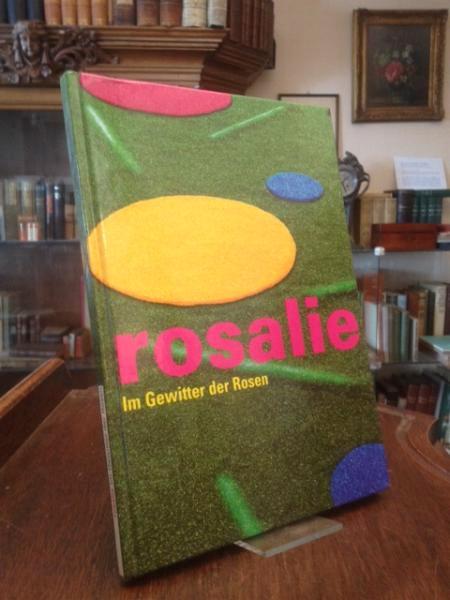 rosalie
Im Gewitter der Rosen